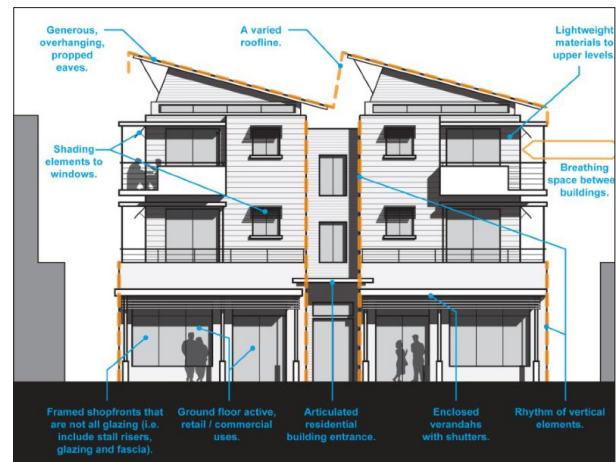 Generous,
overhanging,
propped
eaves.
A varied
roofline.
Lightweight
materials to
upper levels.
Shading
elements to
windows.
Breathing
space betwee
buildings.
Framed shopfronts that
are not all glazing (i.e.
include stall risers,
glazing and fascia).
Ground floor active,
retail / commercial
uses.
Articulated
residential
building entrance.
Enclosed
verandahs
with shutters.
Rhythm of vertical
elements.